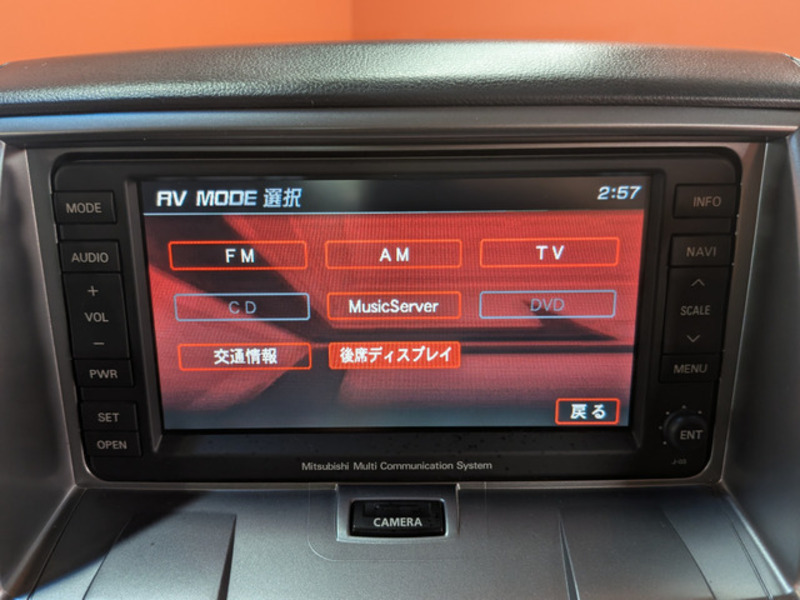 AV MODE 選択 2:57
FM AM TV
CD MusicServer DVD
交通情報 後席ディスプレイ
戻る
MODE
AUDIO
+
VOL
−
PWR
SET
OPEN
INFO
NAVI
SCALE
MENU
ENT
J-03
Mitsubishi Multi Communication System
CAMERA